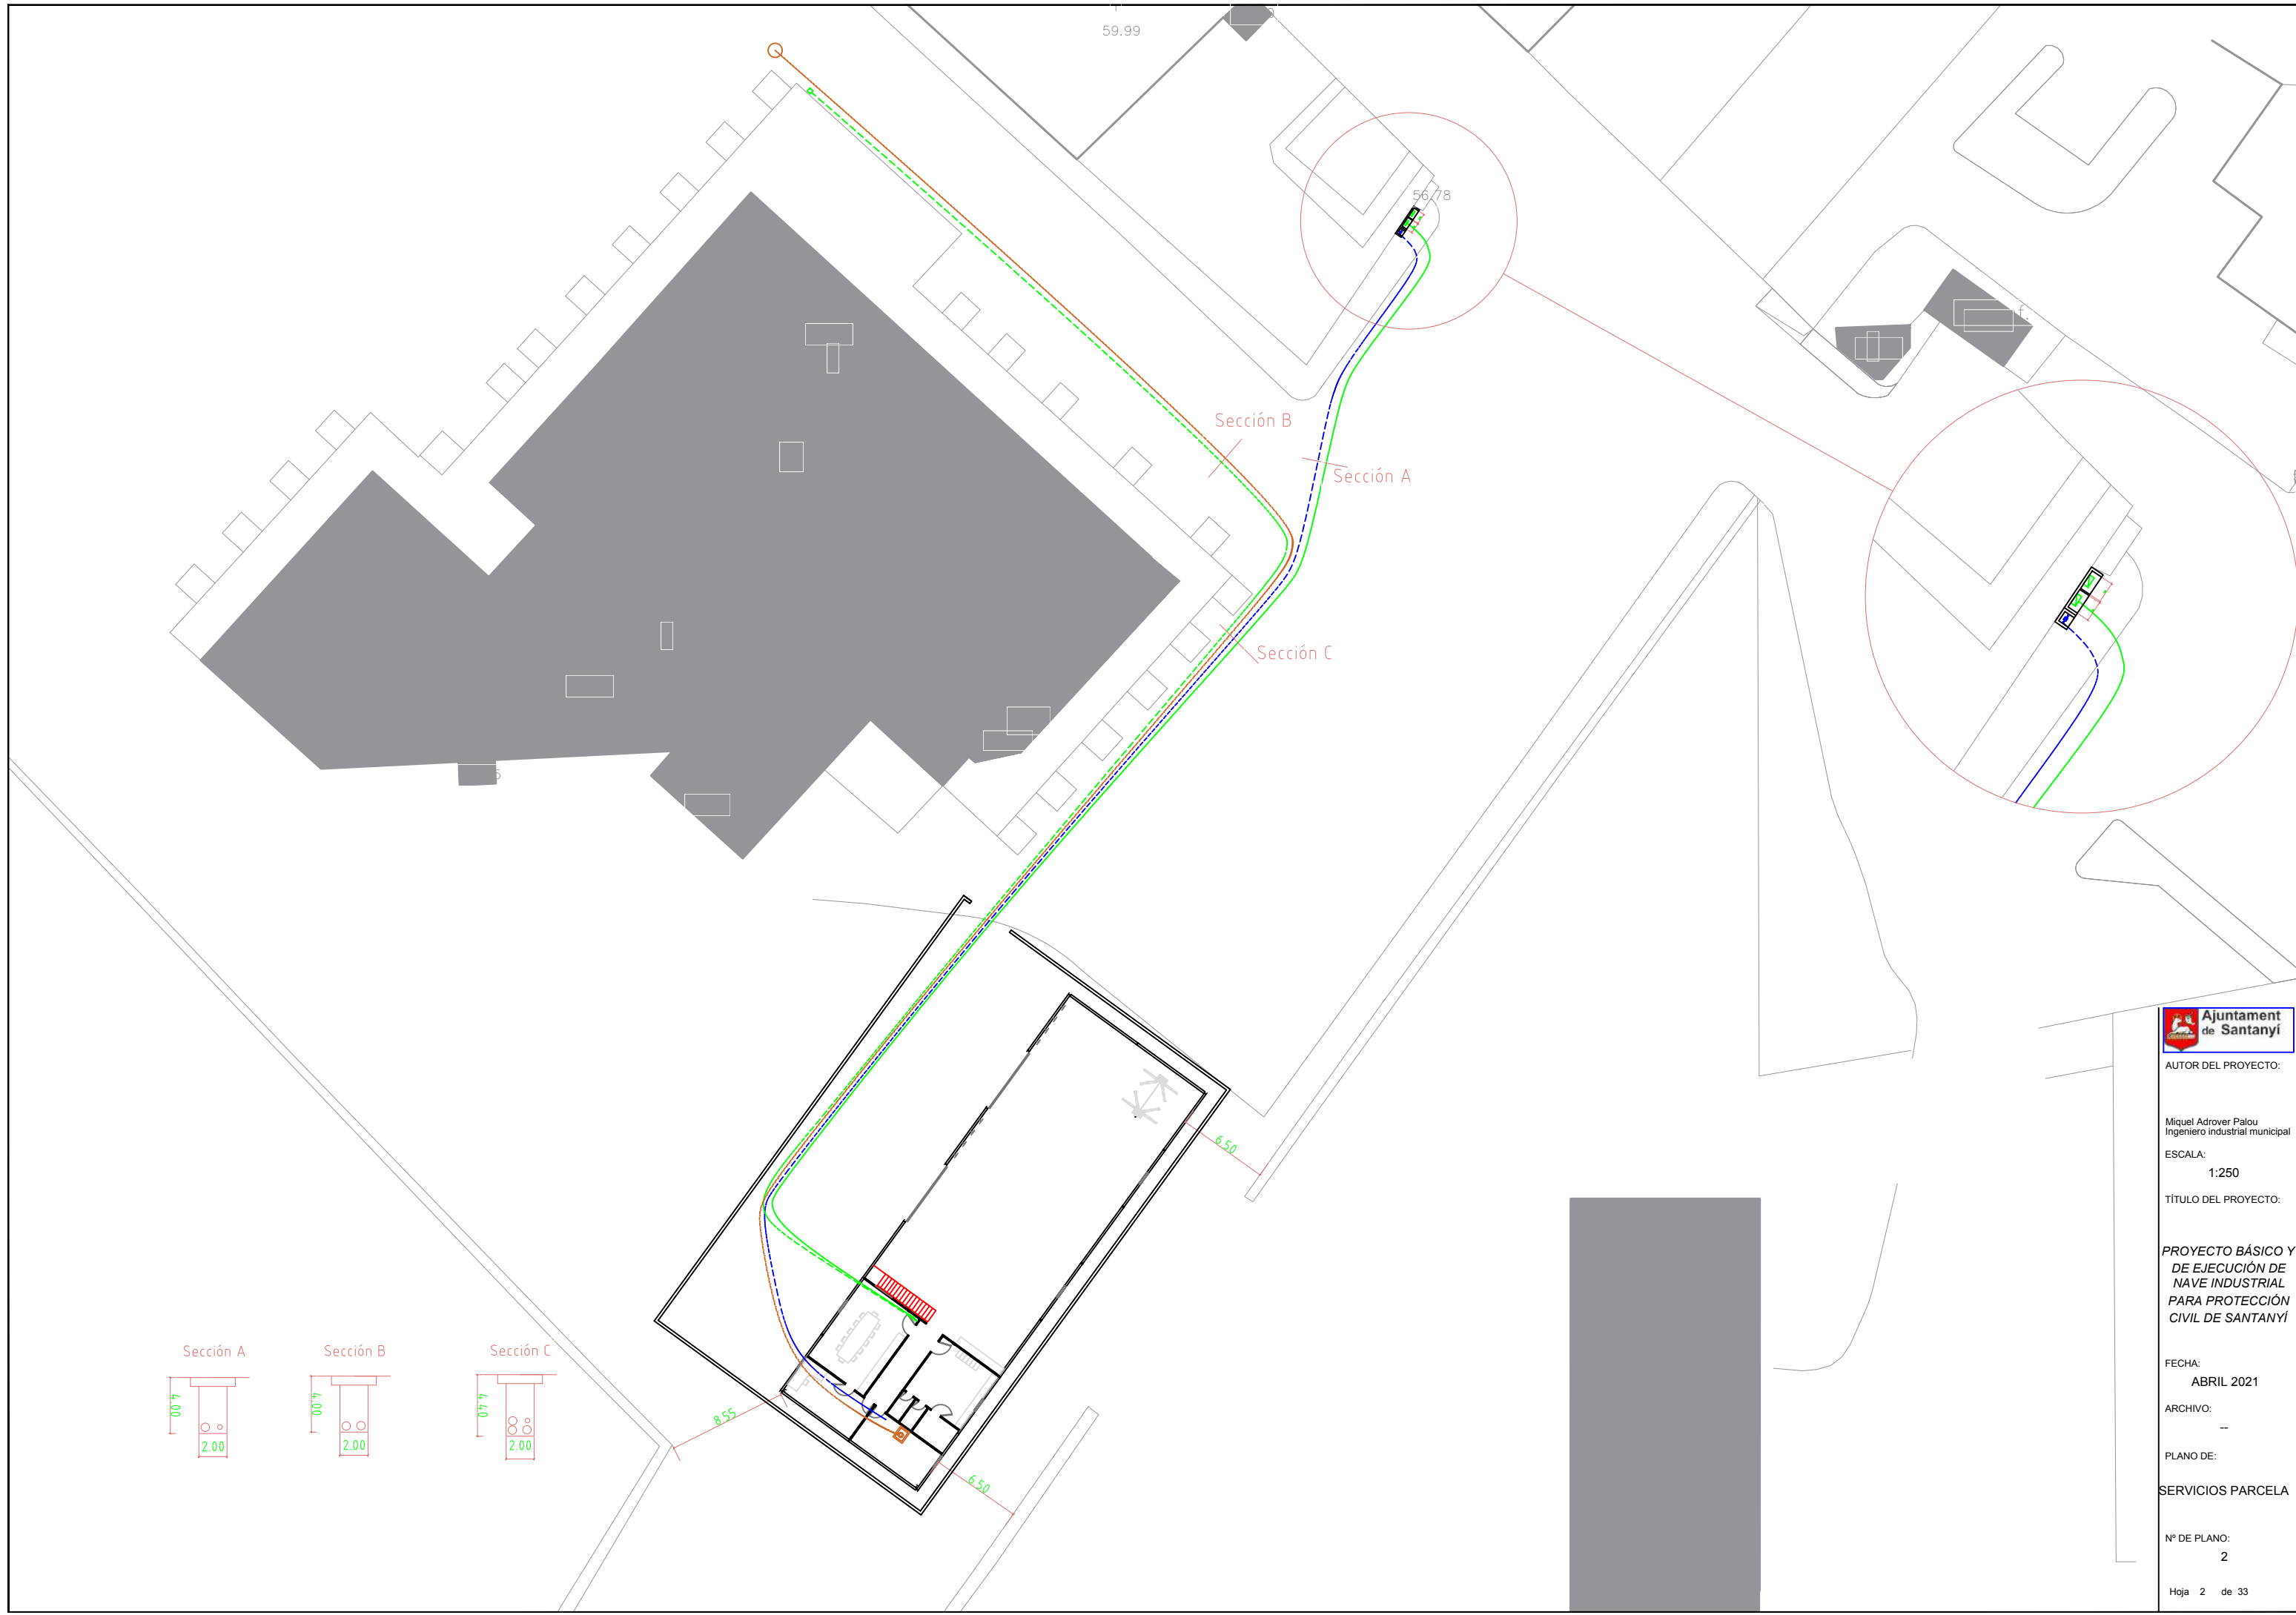 59.99
56.78
Sección B
Sección A
Sección C
6.50
8.55
6.50
Sección A
4.00
2.00
Sección B
4.00
2.00
Sección C
4.40
2.00
Ajuntament
de Santanyí
AUTOR DEL PROYECTO:
Miquel Adrover Palou
Ingeniero industrial municipal
ESCALA:
1:250
TÍTULO DEL PROYECTO:
PROYECTO BÁSICO Y
DE EJECUCIÓN DE
NAVE INDUSTRIAL
PARA PROTECCIÓN
CIVIL DE SANTANYÍ
FECHA:
ABRIL 2021
ARCHIVO:
--
PLANO DE:
SERVICIOS PARCELA
Nº DE PLANO:
2
Hoja 2 de 33